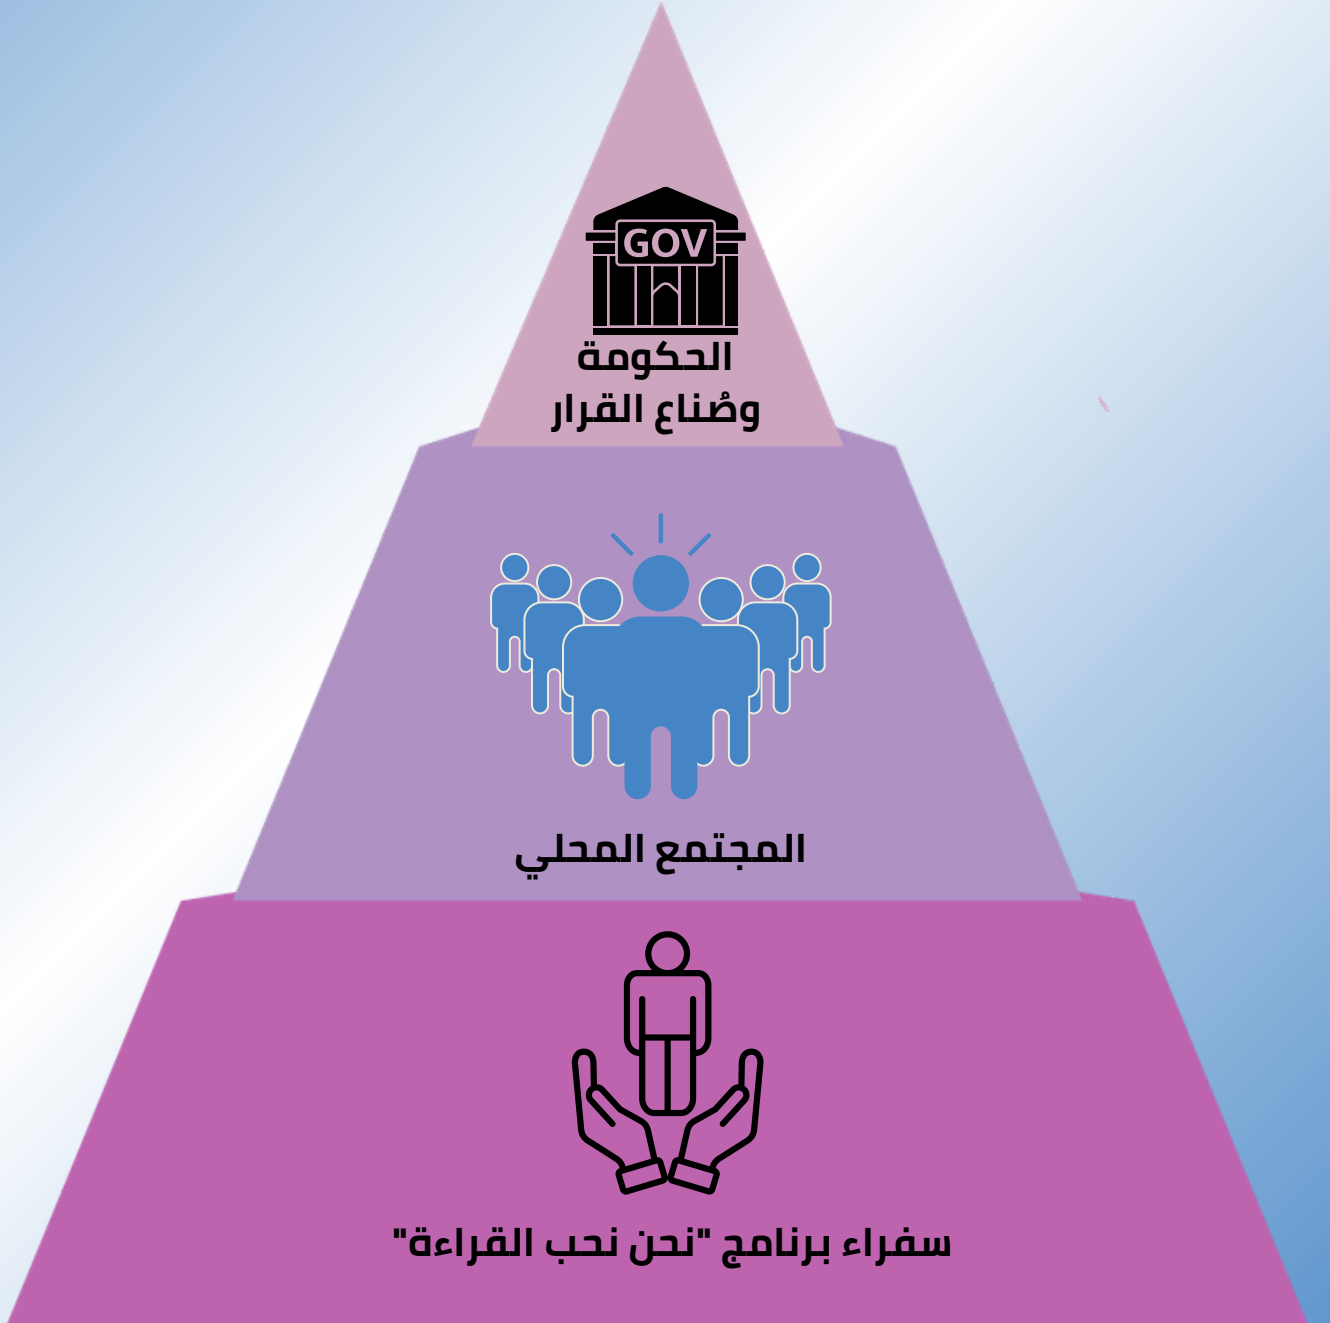 GOV
الحكومة
وصُناع القرار
المجتمع المحلي
سفراء برنامج "نحن نحب القراءة"